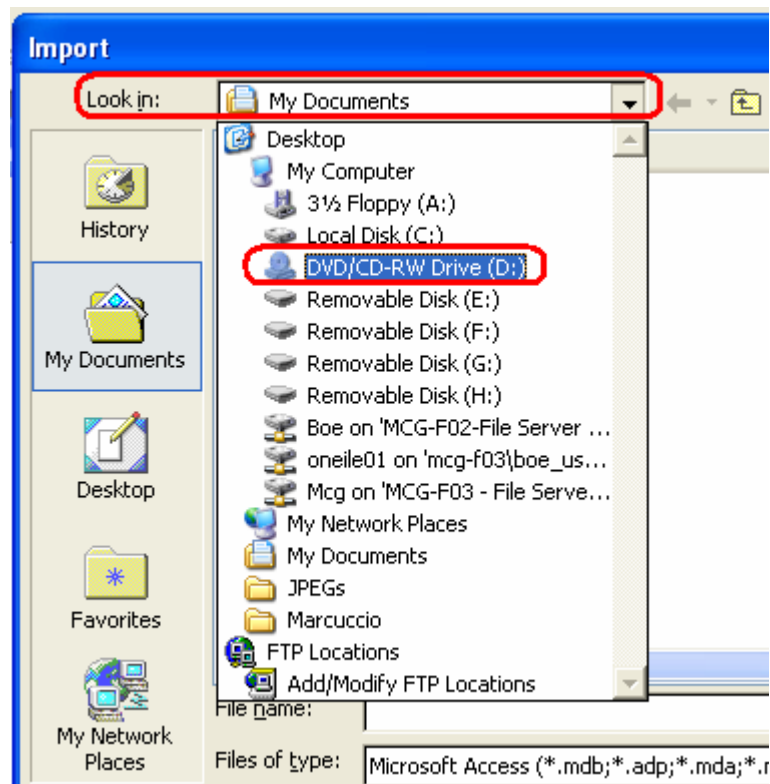 Import
Look in: My Documents
Desktop
My Computer
3½ Floppy (A:)
Local Disk (C:)
DVD/CD-RW Drive (D:)
Removable Disk (E:)
Removable Disk (F:)
Removable Disk (G:)
Removable Disk (H:)
Boe on 'MCG-F02-File Server ...
oneile01 on 'mcg-f03\boe_us...
Mcg on 'MCG-F03 - File Serve...
My Network Places
My Documents
JPEGs
Marcuccio
FTP Locations
Add/Modify FTP Locations
History
My Documents
Desktop
Favorites
My Network
Places
File name:
Files of type: Microsoft Access (*.mdb;*.adp;*.mda;*.